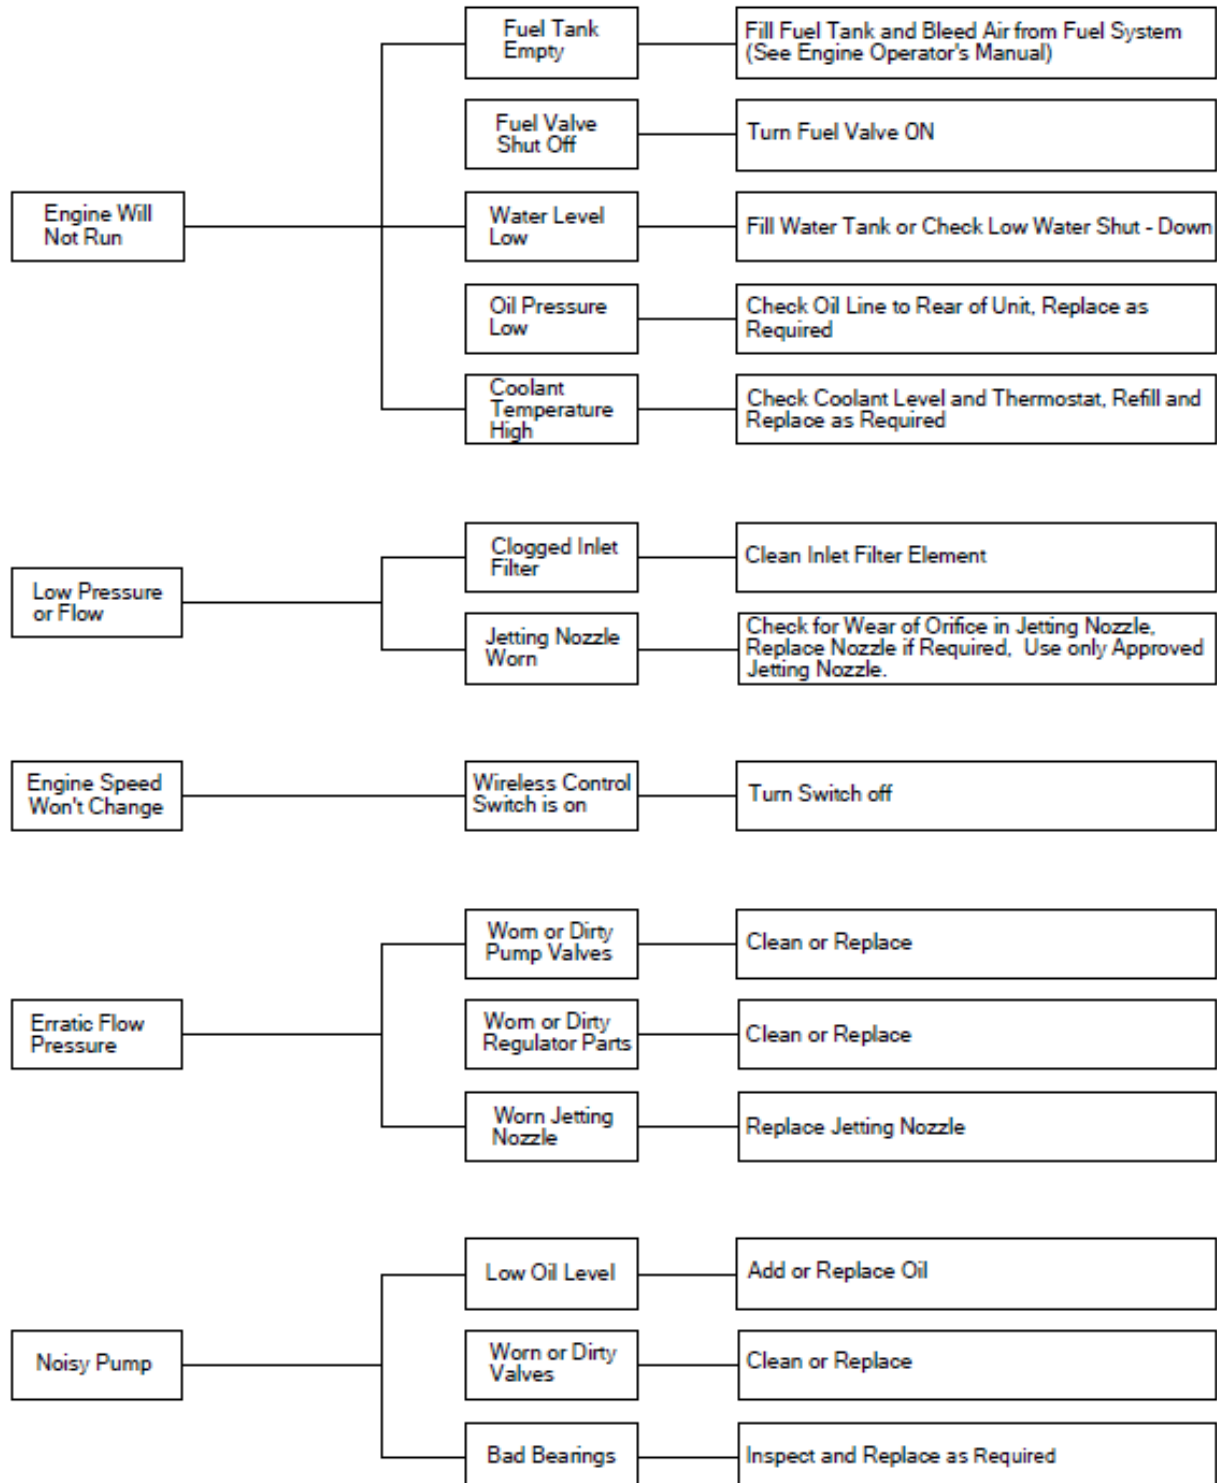 Fuel Tank
Empty
Fill Fuel Tank and Bleed Air from Fuel System
(See Engine Operator's Manual)
Fuel Valve
Shut Off
Turn Fuel Valve ON
Engine Will
Not Run
Water Level
Low
Fill Water Tank or Check Low Water Shut - Down
Oil Pressure
Low
Check Oil Line to Rear of Unit, Replace as
Required
Coolant
Temperature
High
Check Coolant Level and Thermostat, Refill and
Replace as Required
Low Pressure
or Flow
Clogged Inlet
Filter
Clean Inlet Filter Element
Jetting Nozzle
Worn
Check for Wear of Orifice in Jetting Nozzle,
Replace Nozzle if Required, Use only Approved
Jetting Nozzle.
Engine Speed
Won't Change
Wireless Control
Switch is on
Turn Switch off
Erratic Flow
Pressure
Worn or Dirty
Pump Valves
Clean or Replace
Worn or Dirty
Regulator Parts
Clean or Replace
Worn Jetting
Nozzle
Replace Jetting Nozzle
Noisy Pump
Low Oil Level
Add or Replace Oil
Worn or Dirty
Valves
Clean or Replace
Bad Bearings
Inspect and Replace as Required